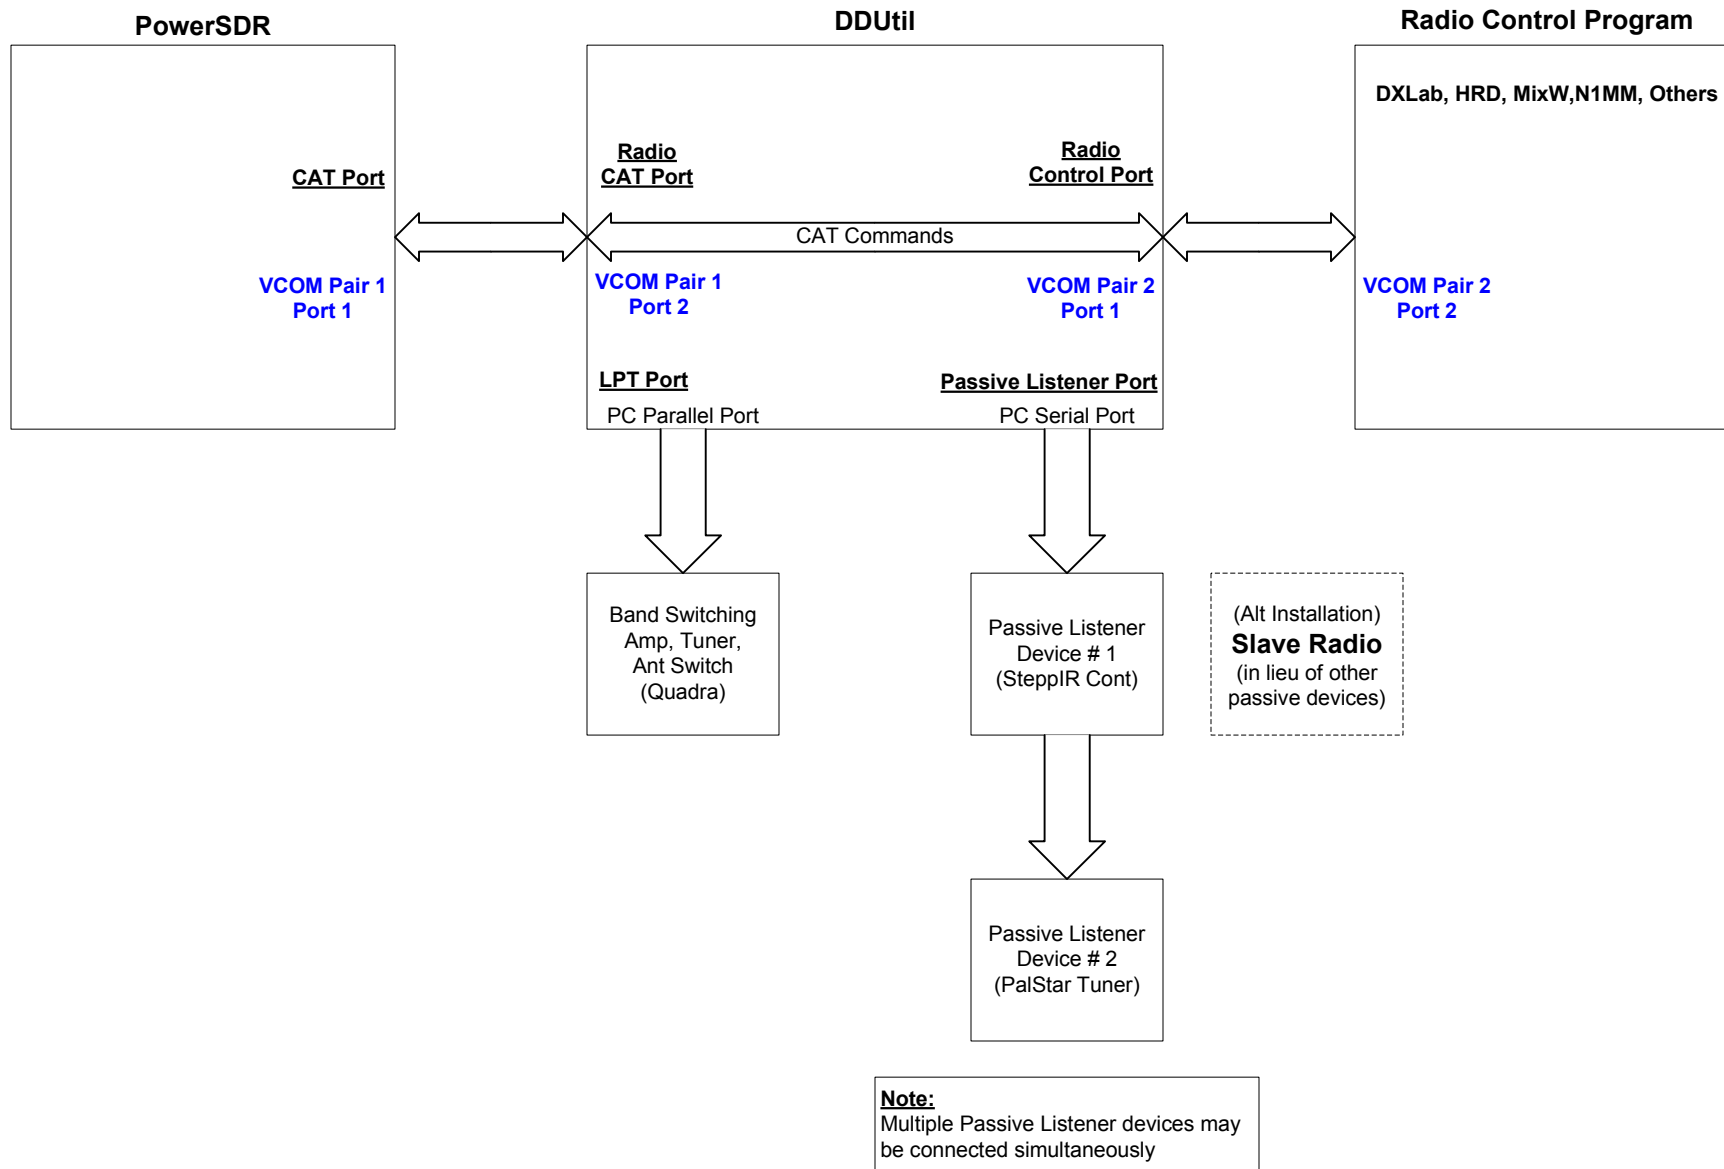 PowerSDR
DDUtil
Radio Control Program
DXLab, HRD, MixW,N1MM, Others
CAT Port
Radio
CAT Port
Radio
Control Port
CAT Commands
VCOM Pair 1
Port 1
VCOM Pair 1
Port 2
VCOM Pair 2
Port 1
VCOM Pair 2
Port 2
LPT Port
PC Parallel Port
Passive Listener Port
PC Serial Port
Band Switching
Amp, Tuner,
Ant Switch
(Quadra)
Passive Listener
Device # 1
(SteppIR Cont)
(Alt Installation)
Slave Radio
(in lieu of other
passive devices)
Passive Listener
Device # 2
(PalStar Tuner)
Note:
Multiple Passive Listener devices may
be connected simultaneously